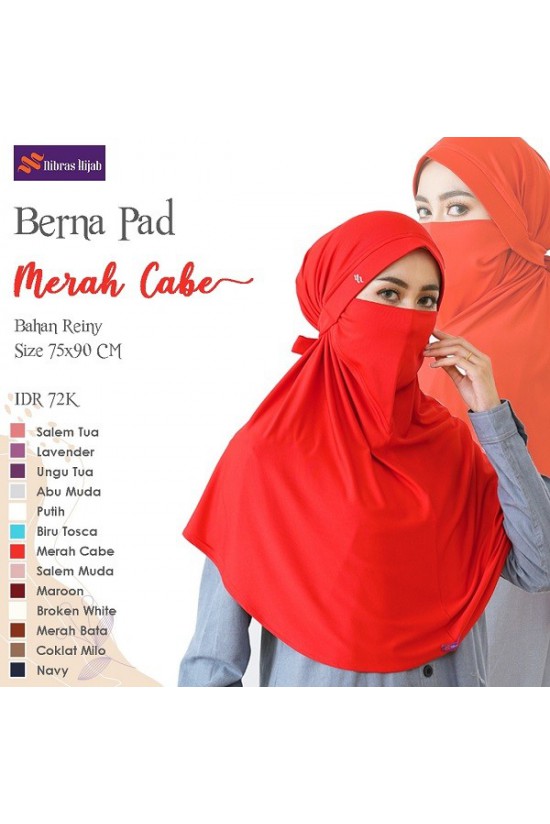 Nibras Hijab
Berna Pad
Merah Cabe
Bahan Reiny
Size 75x90 CM
IDR 72K
Salem Tua
Lavender
Ungu Tua
Abu Muda
Putih
Biru Tosca
Merah Cabe
Salem Muda
Maroon
Broken White
Merah Bata
Coklat Milo
Navy